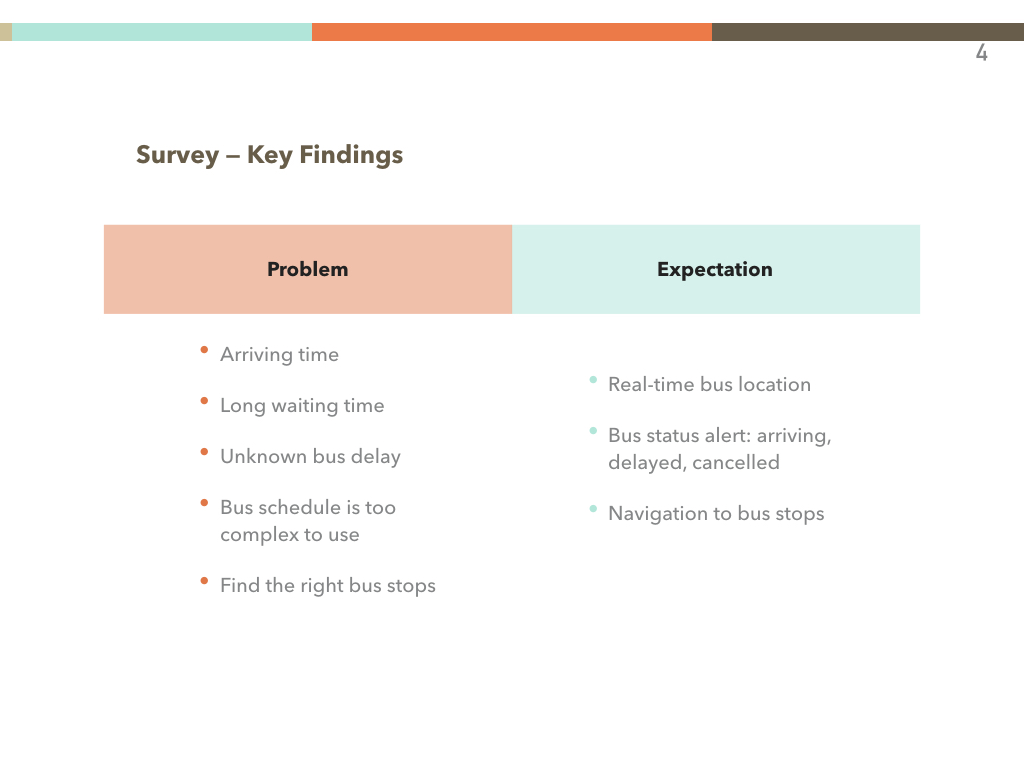 4
Survey – Key Findings
Problem
Expectation
• Arriving time
• Long waiting time
• Unknown bus delay
• Bus schedule is too
complex to use
• Find the right bus stops
• Real-time bus location
• Bus status alert: arriving,
delayed, cancelled
• Navigation to bus stops